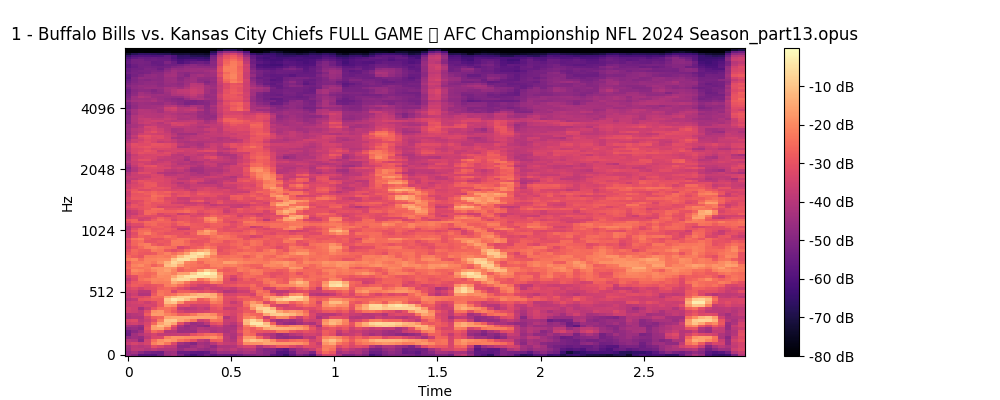 1 - Buffalo Bills vs. Kansas City Chiefs FULL GAME ▯ AFC Championship NFL 2024 Season_part13.opus
4096
2048
1024
512
0
Hz
0
0.5
1
1.5
2
2.5
Time
-10 dB
-20 dB
-30 dB
-40 dB
-50 dB
-60 dB
-70 dB
-80 dB